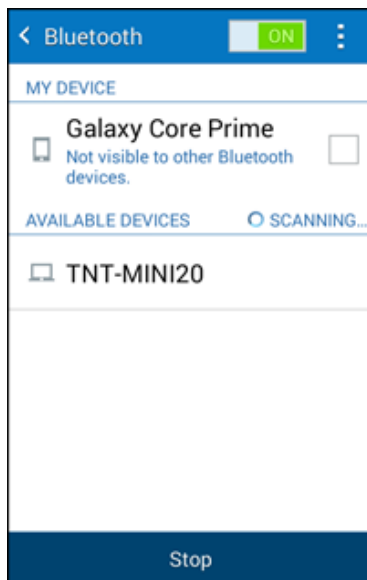 Bluetooth
ON
MY DEVICE
Galaxy Core Prime
Not visible to other Bluetooth
devices.
AVAILABLE DEVICES
SCANNING...
TNT-MINI20
Stop